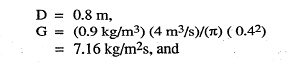 D = 0.8 m,
G = (0.9 kg/m³) (4 m³/s)/(π) ( 0.4²)
= 7.16 kg/m²s, and